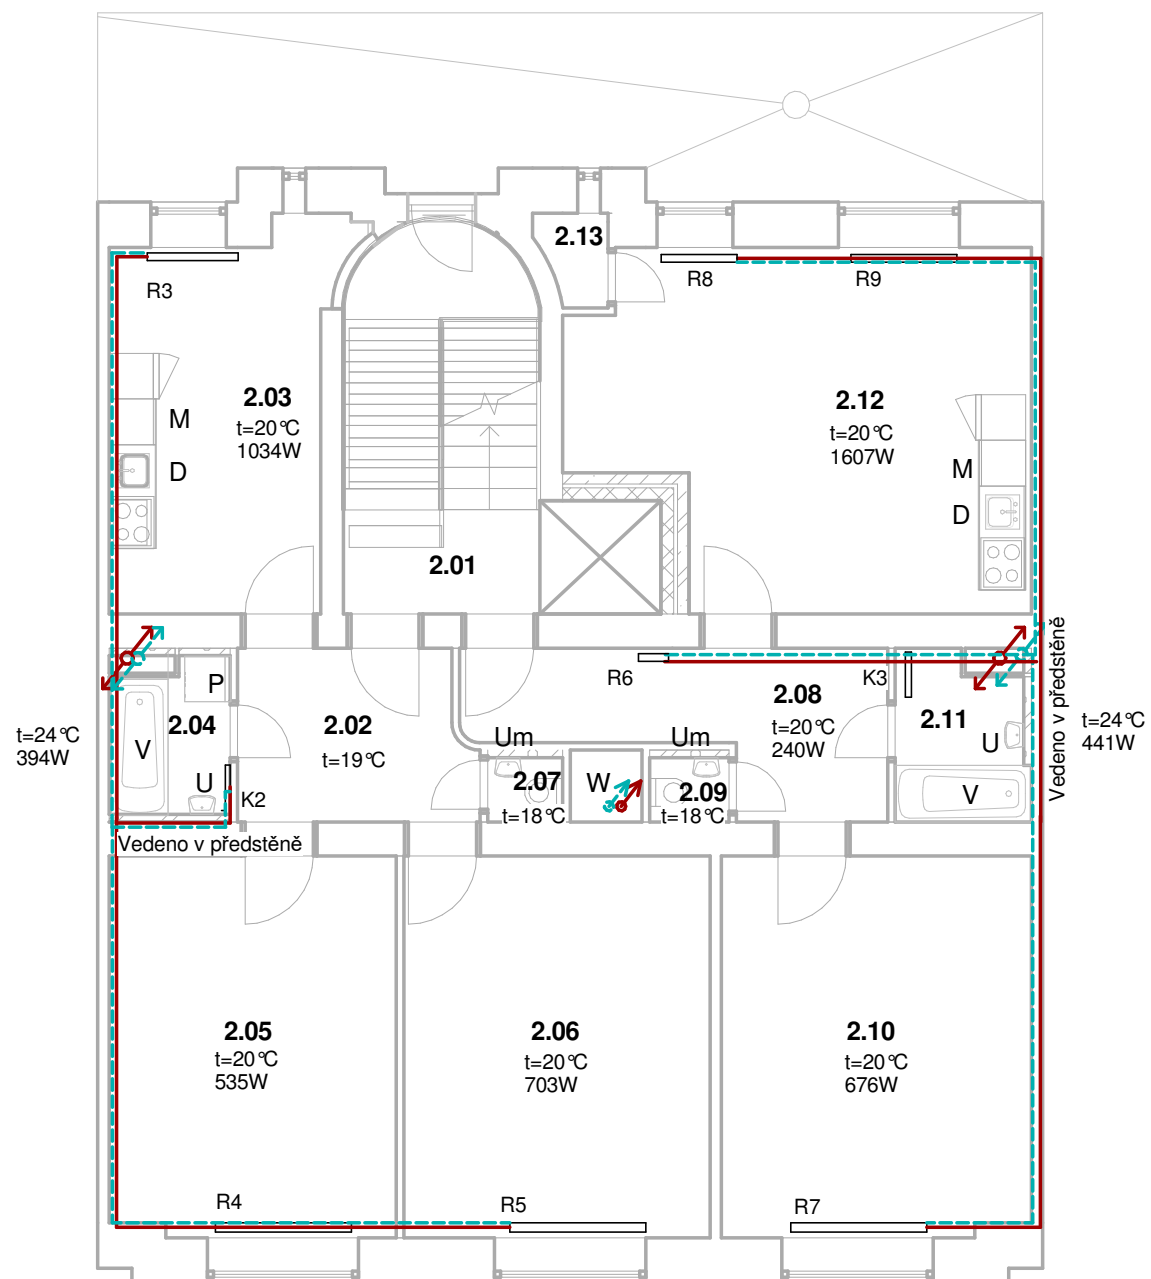 2.13
R3
R8
R9
2.03
t=20°C
1034W
M
D
2.12
t=20°C
1607W
M
D
2.01
R6
K3
P
2.04
V
U
K2
t=24°C
394W
2.02
t=19°C
2.08
t=20°C
240W
2.11
U
V
t=24°C
441W
Vedeno v předstěně
Um
Um
2.07
t=18°C
W
2.09
t=18°C
Vedeno v předstěně
2.05
t=20°C
535W
2.06
t=20°C
703W
2.10
t=20°C
676W
R4
R5
R7